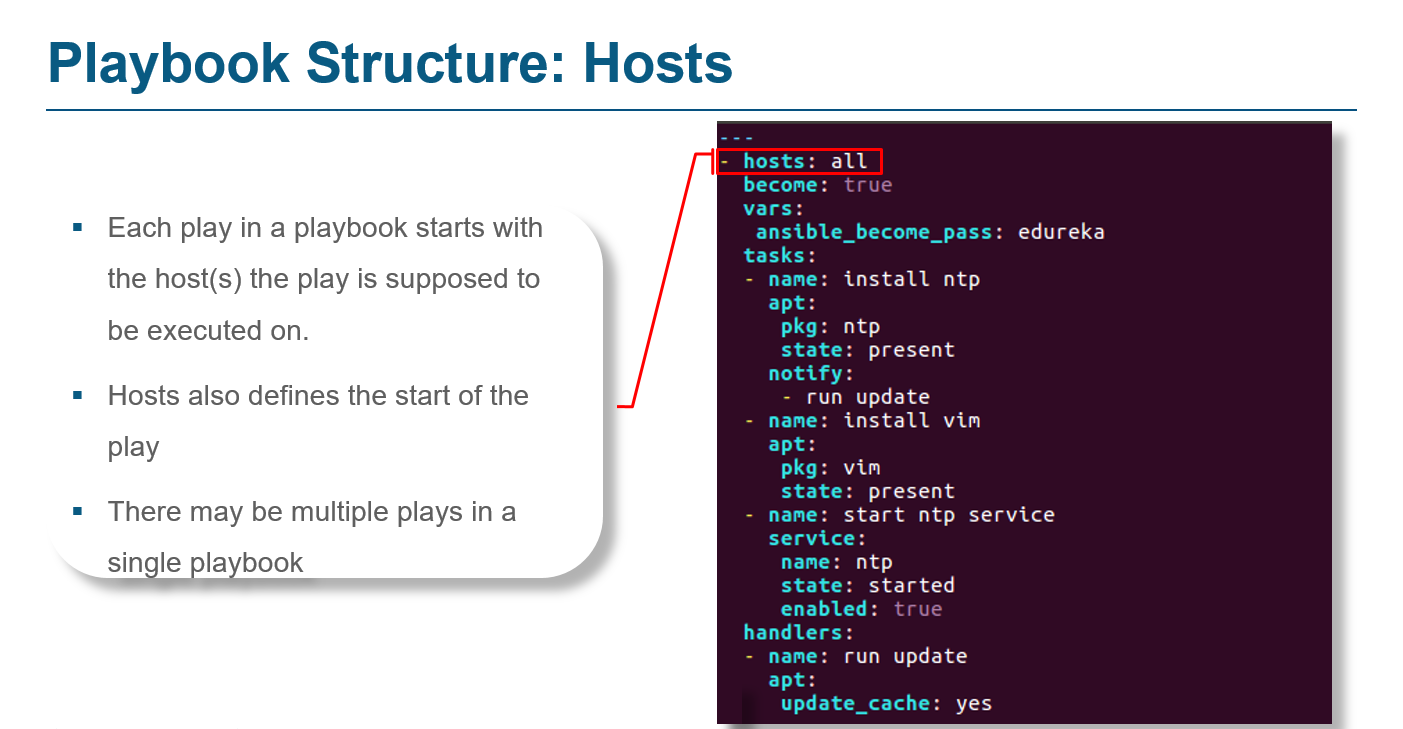 Playbook Structure: Hosts
▪ Each play in a playbook starts with
the host(s) the play is supposed to
be executed on.
▪ Hosts also defines the start of the
play
▪ There may be multiple plays in a
single playbook
---
- hosts: all
  become: true
  vars:
   ansible_become_pass: edureka
  tasks:
  - name: install ntp
    apt:
     pkg: ntp
     state: present
    notify:
     - run update
  - name: install vim
    apt:
     pkg: vim
     state: present
  - name: start ntp service
    service:
     name: ntp
     state: started
     enabled: true
  handlers:
  - name: run update
    apt:
     update_cache: yes